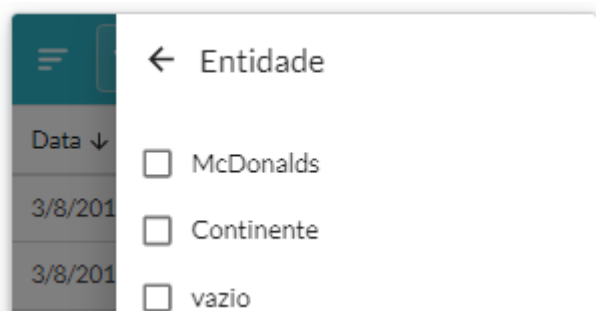 Entidade
Data
McDonalds
3/8/201
Continente
3/8/201
vazio